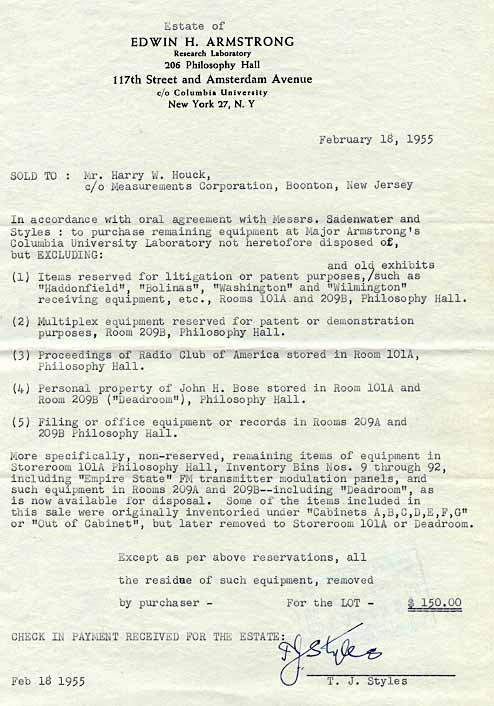 Estate of
EDWIN H. ARMSTRONG
Research Laboratory
206 Philosophy Hall
117th Street and Amsterdam Avenue
c/o Columbia University
New York 27, N. Y
February 18, 1955
SOLD TO : Mr. Harry W. Houck,
c/o Measurements Corporation, Boonton, New Jersey
In accordance with oral agreement with Messrs. Sadenwater and
Styles : to purchase remaining equipment at Major Armstrong's
Columbia University Laboratory not heretofore disposed of,
but EXCLUDING:
and old exhibits
(1) Items reserved for litigation or patent purposes,/such as
"Haddonfield", "Bolinas", "Washington" and "Wilmington"
receiving equipment, etc., Rooms 101A and 209B, Philosophy Hall.
(2) Multiplex equipment reserved for patent or demonstration
purposes, Room 209B, Philosophy Hall.
(3) Proceedings of Radio Club of America stored in Room 101A,
Philosophy Hall.
(4) Personal property of John H. Bose stored in Room 101A and
Room 209B ("Deadroom"), Philosophy Hall.
(5) Filing or office equipment or records in Rooms 209A and
209B Philosophy Hall.
More specifically, non-reserved, remaining items of equipment in
Storeroom 101A Philosophy Hall, Inventory Bins Nos. 9 through 92,
including "Empire State" FM transmitter modulation panels, and
such equipment in Rooms 209A and 209B--including "Deadroom", as
is now available for disposal. Some of the items included in
this sale were originally inventoried under "Cabinets A,B,C,D,E,F,G"
or "Out of Cabinet", but later removed to Storeroom 101A or Deadroom.
Except as per above reservations, all
the residue of such equipment, removed
by purchaser - For the LOT - $ 150.00
CHECK IN PAYMENT RECEIVED FOR THE ESTATE:
T J Styles
Feb 18 1955 T. J. Styles